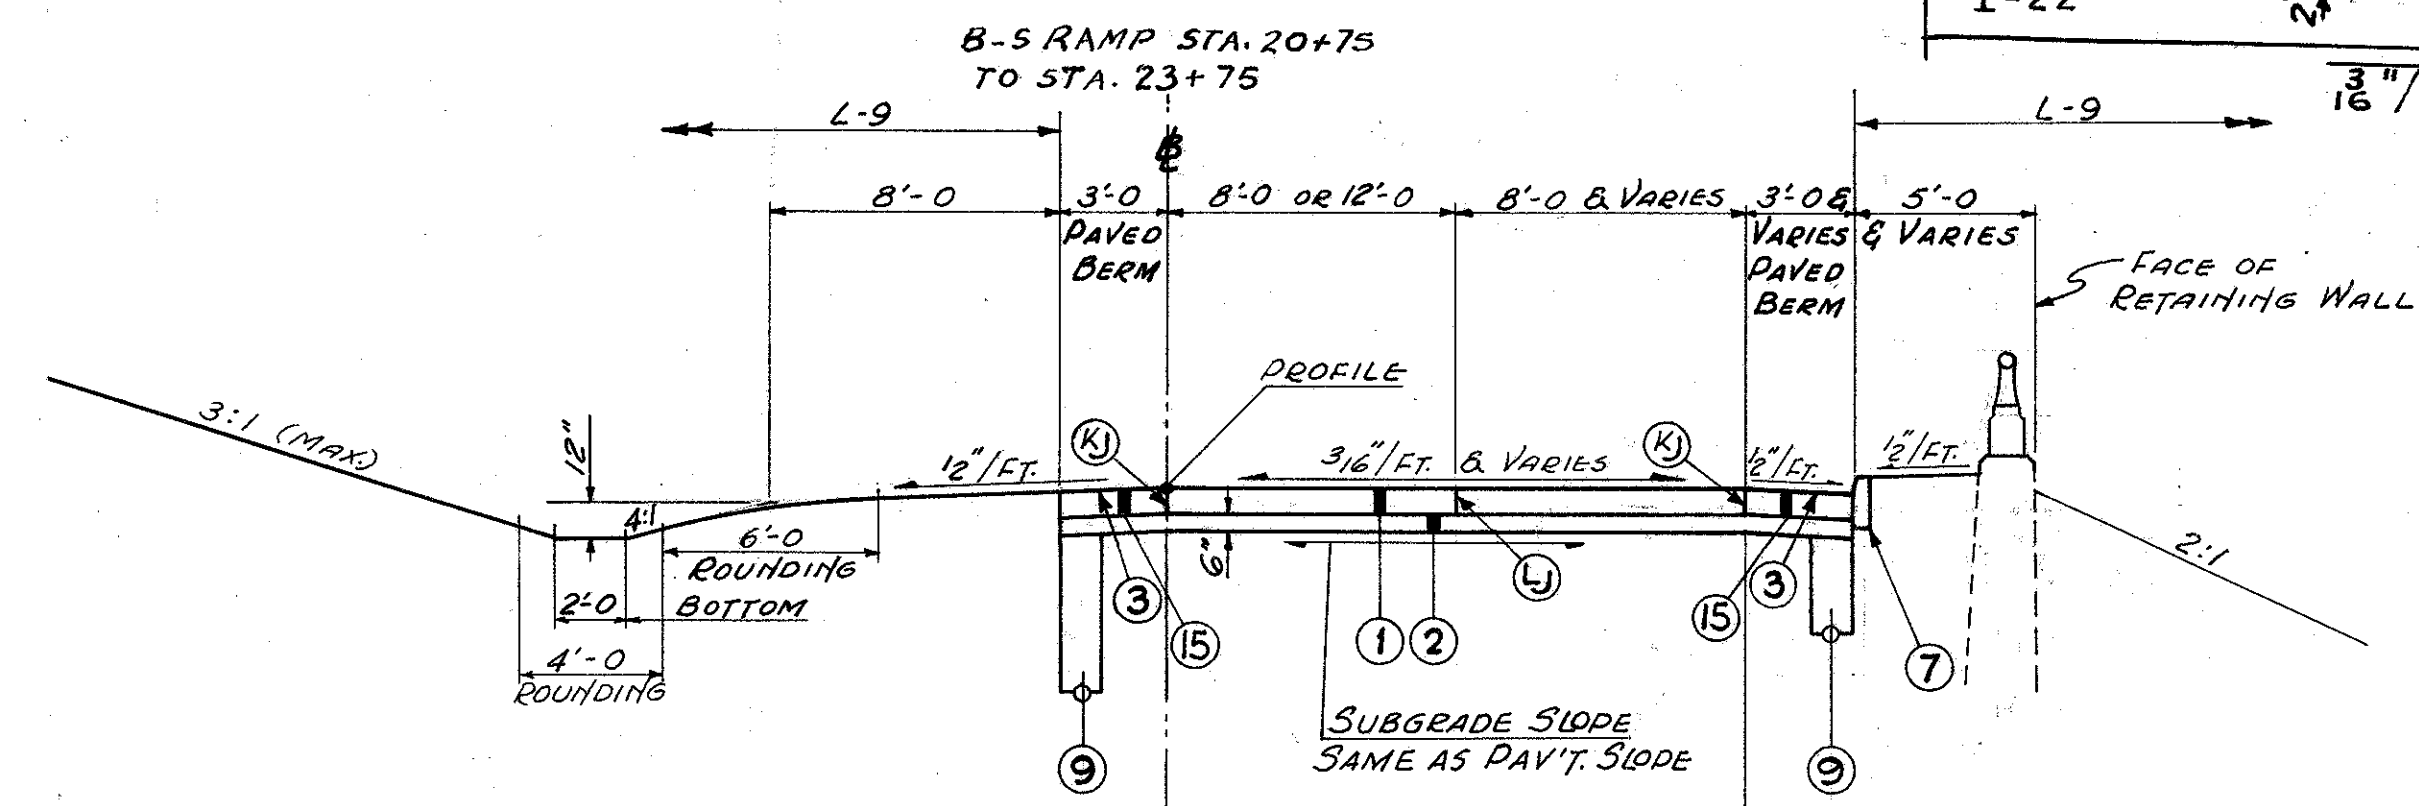 B-S RAMP STA. 20+75
TO STA. 23+75
I-22
2
3/16"/
L-9
L-9
8'-0
3'-0
8'-0 OR 12'-0
8'-0 & VARIES
3'-0 &
5'-0
PAVED
BERM
VARIES
& VARIES
PAVED
BERM
FACE OF
RETAINING WALL
PROFILE
3:1 (MAX.)
12"
1/2"/FT.
KJ
3/16"/FT. & VARIES
KJ
1/2"/FT.
1/2"/FT.
4:1
6'-0
ROUNDING
6"
2'-0
BOTTOM
4'-0
ROUNDING
3
15
1
2
LJ
15
3
7
2:1
SUBGRADE SLOPE
SAME AS PAV'T. SLOPE
9
9